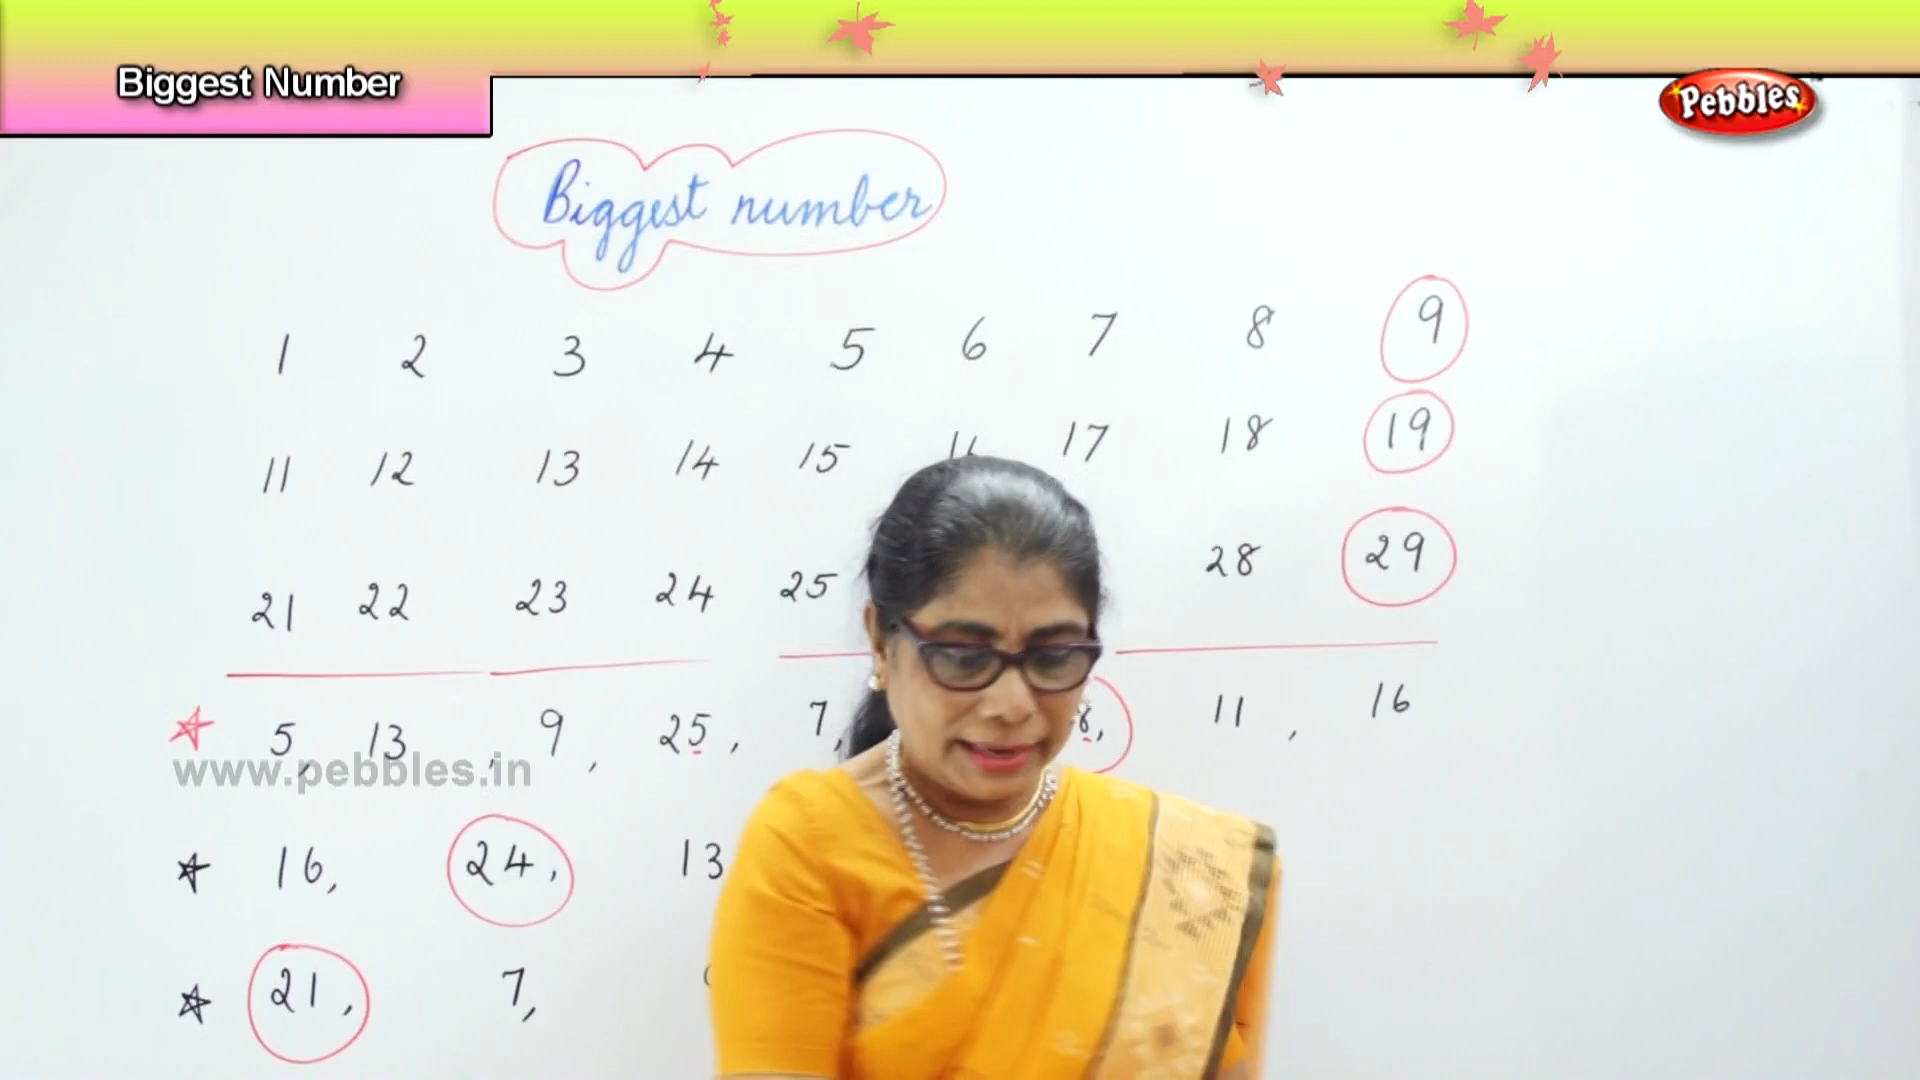 Biggest Number
Pebbles
Biggest number
1 2 3 4 5 6 7 8 9
11 12 13 14 15 17 18 19
21 22 23 24 25 28 29
5, 13, 9, 25, 7, 8, 11, 16
www.pebbles.in
16, 24, 13
21, 7,